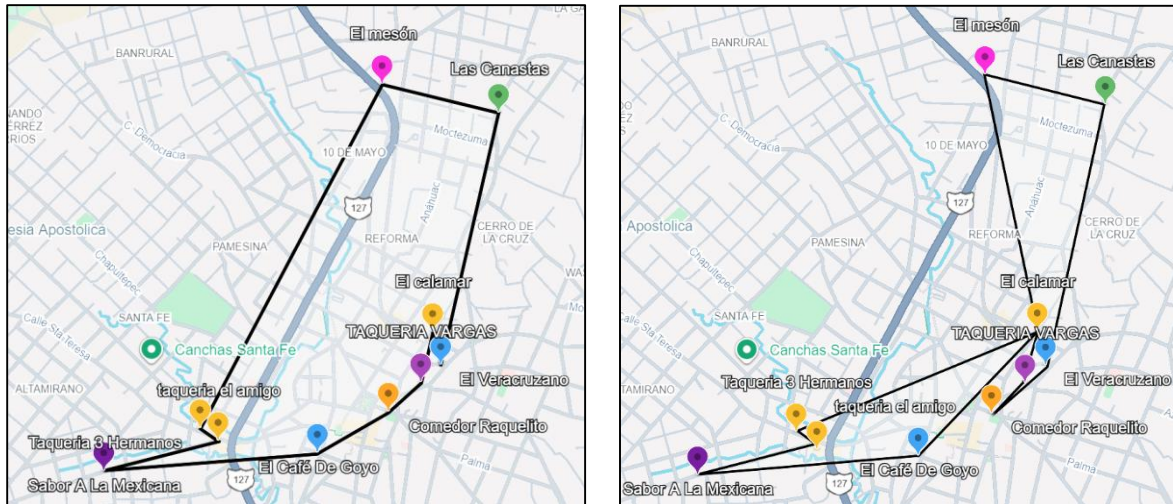 El mesón
BANRURAL
Las Canastas
C. Democracia
Moctezuma
10 DE MAYO
127
Anáhuac
CERRO DE
LA CRUZ
REFORMA
esia Apostolica
PAMESINA
Chapultepec
El calamar
SANTA FE
TAQUERIA VARGAS
Calle Sta Teresa
Canchas Santa Fe
El Veracruzano
ALTAMIRANO
taqueria el amigo
Comedor Raquelito
Taqueria 3 Hermanos
El Café De Goyo
Palma
Sabor A La Mexicana
127
El mesón
BANRURAL
Las Canastas
C. Democracia
Moctezuma
10 DE MAYO
127
Anáhuac
CERRO DE
LA CRUZ
REFORMA
Apostolica
PAMESINA
Chapultepec
El calamar
SANTA FE
TAQUERIA VARGAS
Calle Sta Teresa
Canchas Santa Fe
El Veracruzano
Taqueria 3 Hermanos
ALTAMIRANO
taqueria el amigo
Comedor Raquelito
El Café De Goyo
Palma
Sabor A La Mexicana
127